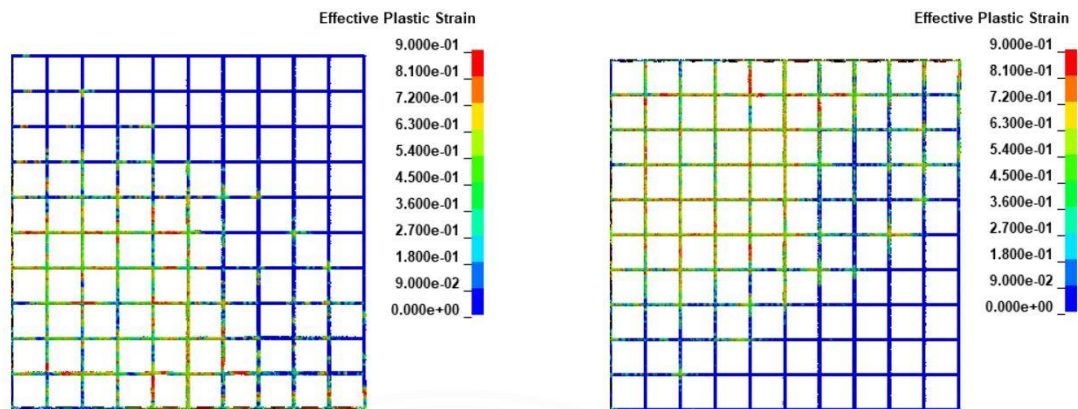 Effective Plastic Strain
9.000e-01
8.100e-01
7.200e-01
6.300e-01
5.400e-01
4.500e-01
3.600e-01
2.700e-01
1.800e-01
9.000e-02
0.000e+00
Effective Plastic Strain
9.000e-01
8.100e-01
7.200e-01
6.300e-01
5.400e-01
4.500e-01
3.600e-01
2.700e-01
1.800e-01
9.000e-02
0.000e+00